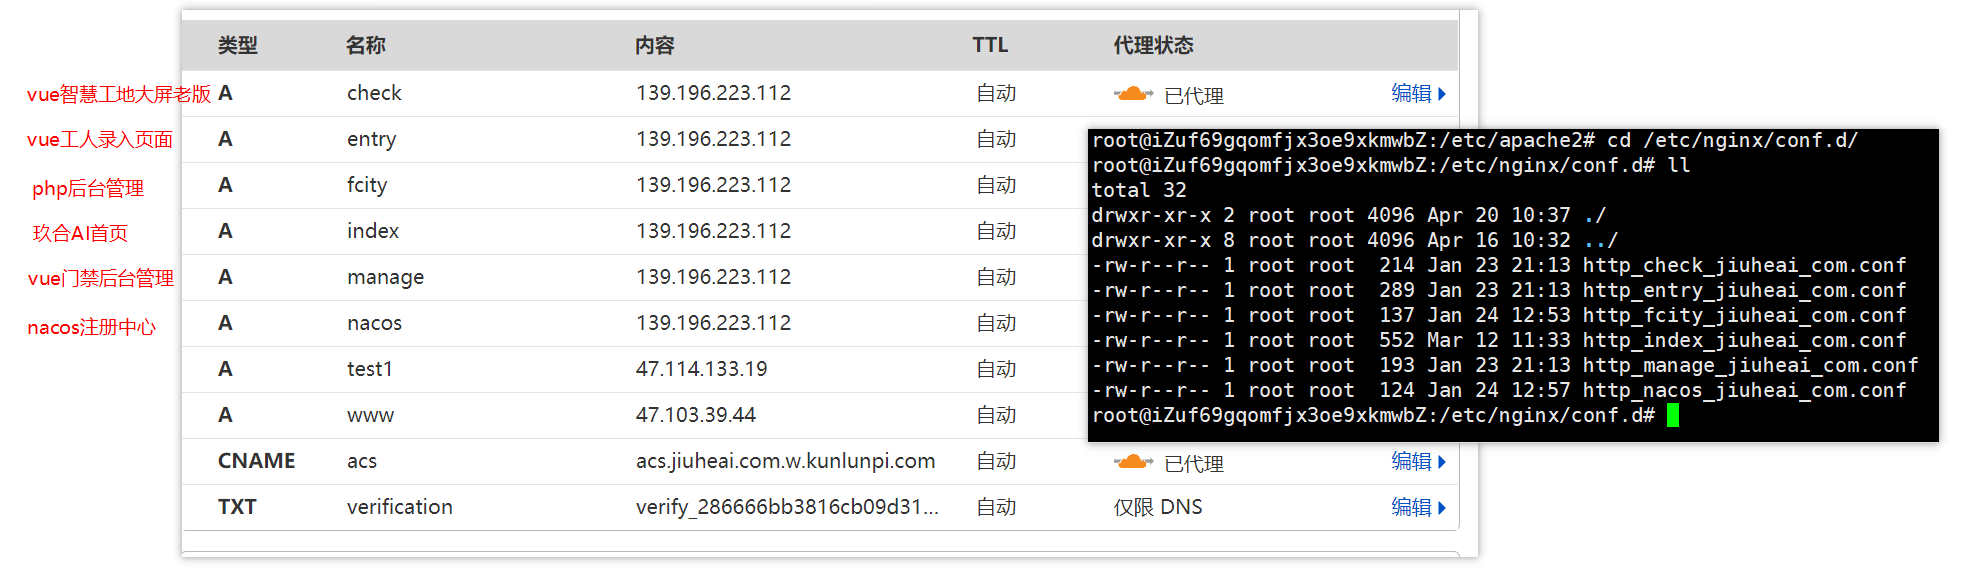 类型 名称 内容 TTL 代理状态
vue智慧工地大屏老版 A check 139.196.223.112 自动 已代理 编辑
vue工人录入页面 A entry 139.196.223.112 自动
php后台管理 A fcity 139.196.223.112 自动
玖合AI首页 A index 139.196.223.112 自动
vue门禁后台管理 A manage 139.196.223.112 自动
nacos注册中心 A nacos 139.196.223.112 自动
A test1 47.114.133.19 自动
A www 47.103.39.44 自动
CNAME acs acs.jiuheai.com.w.kunlunpi.com 自动 已代理 编辑
TXT verification verify_286666bb3816cb09d31... 自动 仅限 DNS 编辑
root@iZuf69gqomfjx3oe9xkmwbZ:/etc/apache2# cd /etc/nginx/conf.d/
root@iZuf69gqomfjx3oe9xkmwbZ:/etc/nginx/conf.d# ll
total 32
drwxr-xr-x 2 root root 4096 Apr 20 10:37 ./
drwxr-xr-x 8 root root 4096 Apr 16 10:32 ../
-rw-r--r-- 1 root root 214 Jan 23 21:13 http_check_jiuheai_com.conf
-rw-r--r-- 1 root root 289 Jan 23 21:13 http_entry_jiuheai_com.conf
-rw-r--r-- 1 root root 137 Jan 24 12:53 http_fcity_jiuheai_com.conf
-rw-r--r-- 1 root root 552 Mar 12 11:33 http_index_jiuheai_com.conf
-rw-r--r-- 1 root root 193 Jan 23 21:13 http_manage_jiuheai_com.conf
-rw-r--r-- 1 root root 124 Jan 24 12:57 http_nacos_jiuheai_com.conf
root@iZuf69gqomfjx3oe9xkmwbZ:/etc/nginx/conf.d#